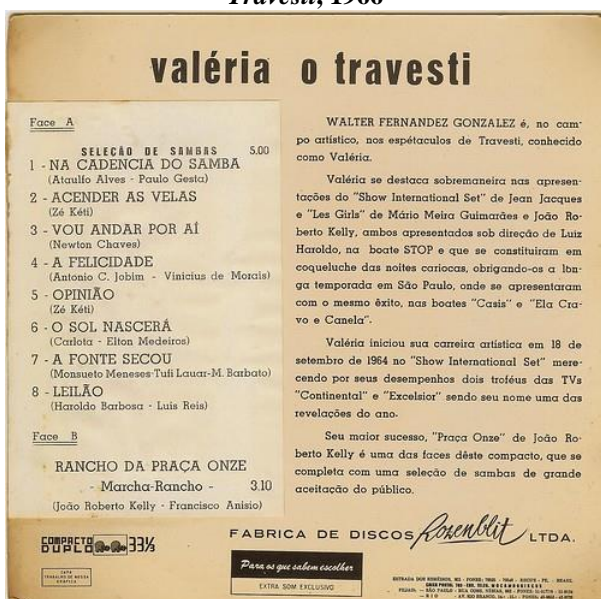 Travesti, 1966
valéria o travesti
Face A
SELEÇÃO DE SAMBAS 5.00
1 - NA CADENCIA DO SAMBA
(Ataulfo Alves - Paulo Gesta)
2 - ACENDER AS VELAS
(Zé Kéti)
3 - VOU ANDAR POR AÍ
(Newton Chaves)
4 - A FELICIDADE
(Antonio C. Jobim - Vinicius de Morais)
5 - OPINIÃO
(Zé Kéti)
6 - O SOL NASCERÁ
(Carlota - Elton Medeiros)
7 - A FONTE SECOU
(Monsueto Meneses-Tufi Lauar-M. Barbato)
8 - LEILÃO
(Haroldo Barbosa - Luis Reis)
Face B
RANCHO DA PRAÇA ONZE
- Marcha-Rancho - 3.10
(João Roberto Kelly - Francisco Anisio)
WALTER FERNANDEZ GONZALEZ é, no cam-
po artístico, nos espetáculos de Travesti, conhecido
como Valéria.
Valéria se destaca sobremaneira nas apresen-
tações do "Show International Set" de Jean Jacques
e "Les Girls" de Mário Meira Guimarães e João Ro-
berto Kelly, ambos apresentados sob direção de Luiz
Haroldo, na boate STOP e que se constituiram em
coqueluche das noites cariocas, obrigando-os a lon-
ga temporada em São Paulo, onde se apresentaram
com o mesmo êxito, nas boates "Casis" e "Ela Cra-
vo e Canela".
Valéria iniciou sua carreira artística em 18 de
setembro de 1964 no "Show International Set" mere-
cendo por seus desempenhos dois troféus das TVs
"Continental" e "Excelsior" sendo seu nome uma das
revelações do ano.
Seu maior sucesso, "Praça Onze" de João Ro-
berto Kelly é uma das faces dêste compacto, que se
completa com uma seleção de sambas de grande
aceitação do público.
COMPACTO
DUPLO 33⅓
FABRICA DE DISCOS Rozenblit LTDA.
Para os que sabem escolher
EXTRA SOM EXCLUSIVO